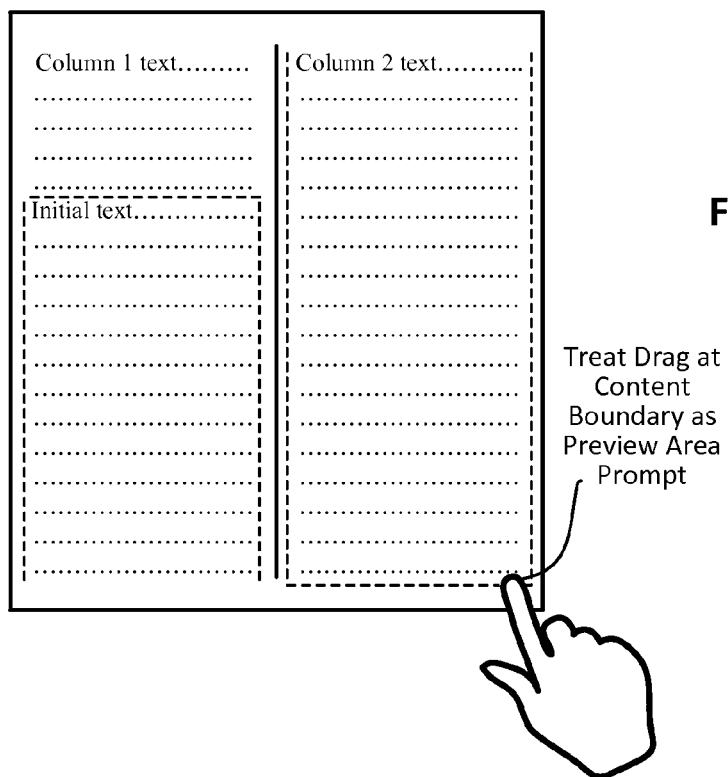 Column 1 text.........
Initial text..............
Column 2 text...........
F
Treat Drag at
Content
Boundary as
Preview Area
Prompt